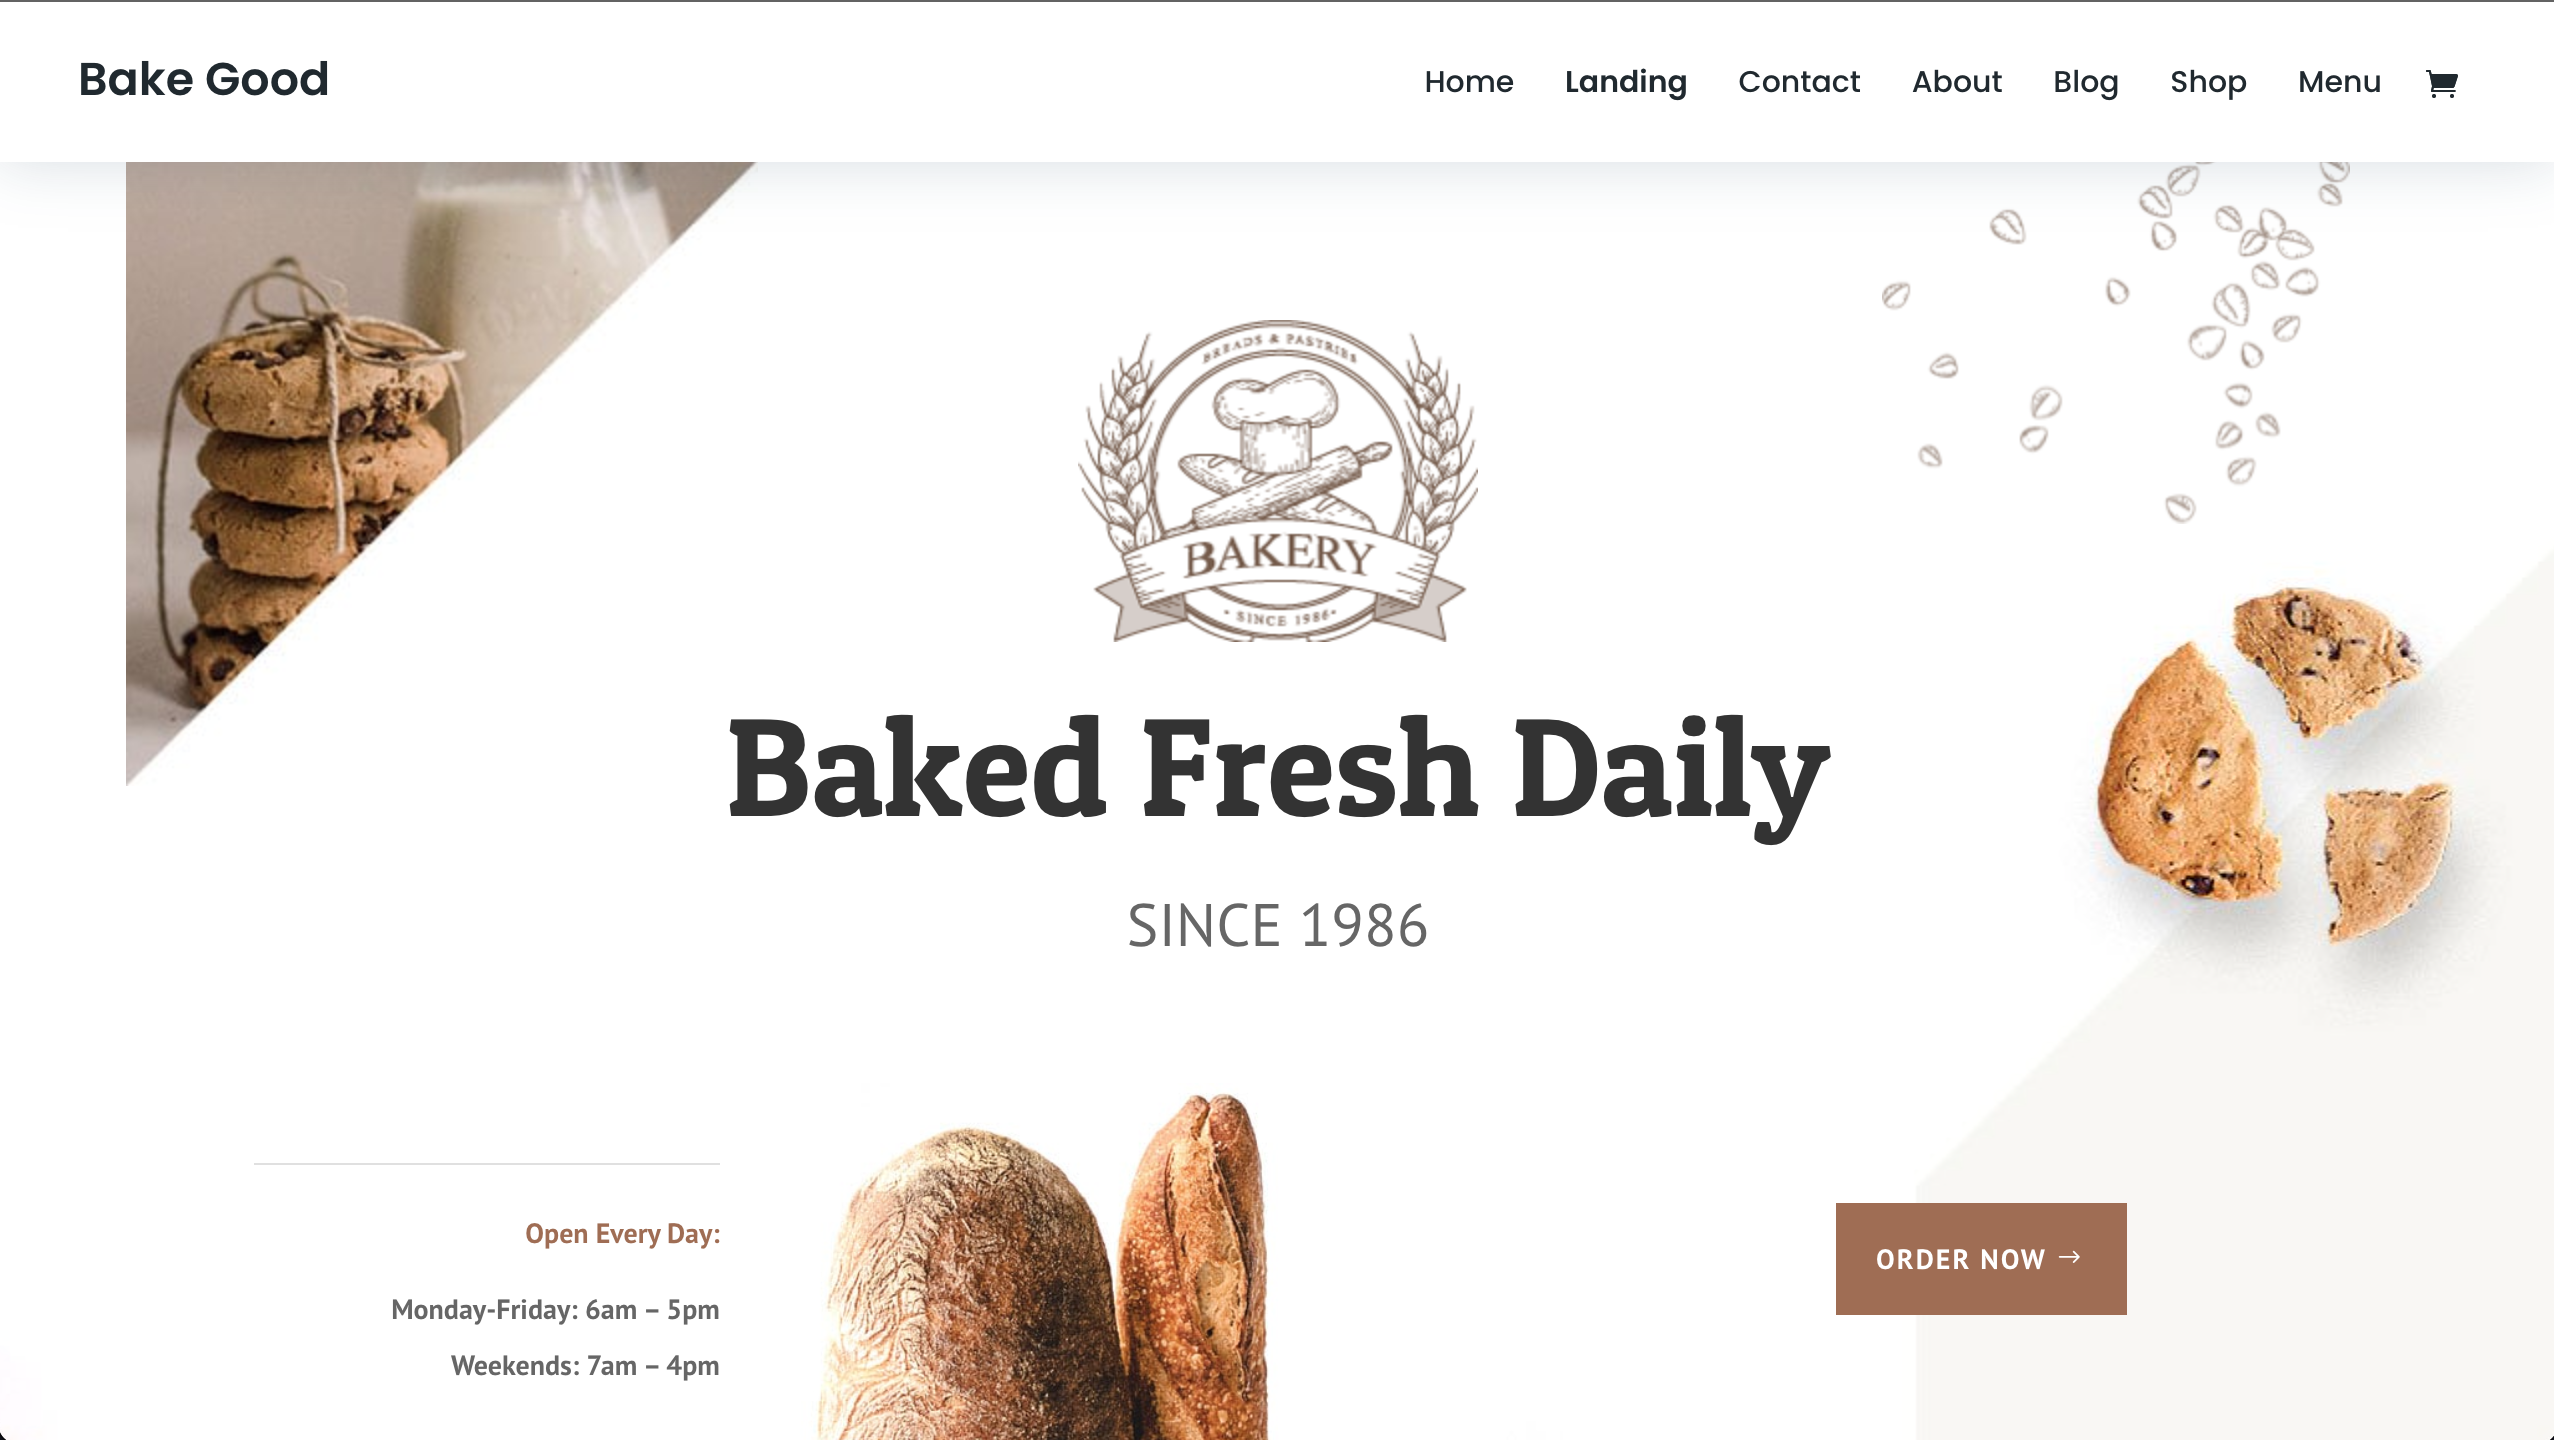 Bake Good
Home Landing Contact About Blog Shop Menu
BREADS & PASTRIES
BAKERY
• SINCE 1986•
Baked Fresh Daily
SINCE 1986
Open Every Day:
Monday-Friday: 6am – 5pm
Weekends: 7am – 4pm
ORDER NOW →